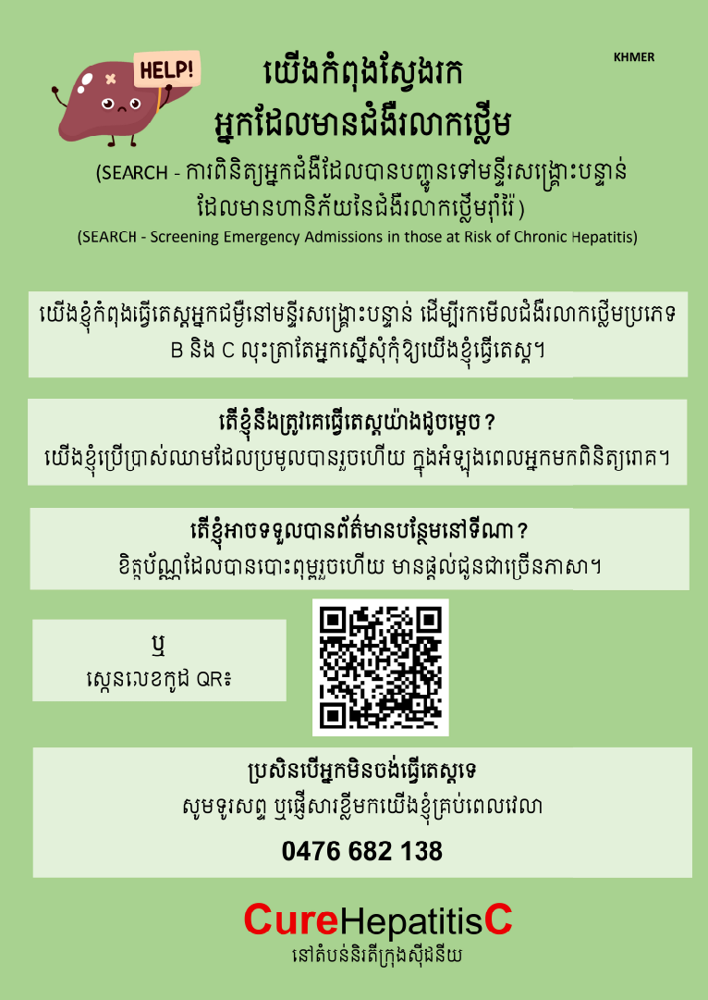 HELP!
KHMER
យើងកំពុងស្វែងរក
អ្នកដែលមានជំងឺរលាកថ្លើម
(SEARCH - ការពិនិត្យអ្នកជំងឺដែលបានបញ្ជូនទៅមន្ទីរសង្គ្រោះបន្ទាន់
ដែលមានហានិភ័យនៃជំងឺរលាកថ្លើមរ៉ាំរ៉ៃ)
(SEARCH - Screening Emergency Admissions in those at Risk of Chronic Hepatitis)
យើងខ្ញុំកំពុងធ្វើតេស្តអ្នកជម្ងឺនៅមន្ទីរសង្គ្រោះបន្ទាន់ ដើម្បីរកមើលជំងឺរលាកថ្លើមប្រភេទ
B និង C លុះត្រាតែអ្នកស្នើសុំកុំឱ្យយើងខ្ញុំធ្វើតេស្ត។
តើខ្ញុំនឹងត្រូវគេធ្វើតេស្តយ៉ាងដូចម្តេច?
យើងខ្ញុំប្រើប្រាស់ឈាមដែលប្រមូលបានរួចហើយ ក្នុងអំឡុងពេលអ្នកមកពិនិត្យរោគ។
តើខ្ញុំអាចទទួលបានព័ត៌មានបន្ថែមនៅទីណា?
ខិត្តប័ណ្ណដែលបានបោះពុម្ពរួចហើយ មានផ្តល់ជូនជាច្រើនភាសា។
ឬ
ស្កេនលេខកូដ QR៖
ប្រសិនបើអ្នកមិនចង់ធ្វើតេស្តទេ
សូមទូរសព្ទ ឬផ្ញើសារខ្លីមកយើងខ្ញុំគ្រប់ពេលវេលា
0476 682 138
CureHepatitisC
នៅតំបន់និរតីក្រុងស៊ីដនីយ